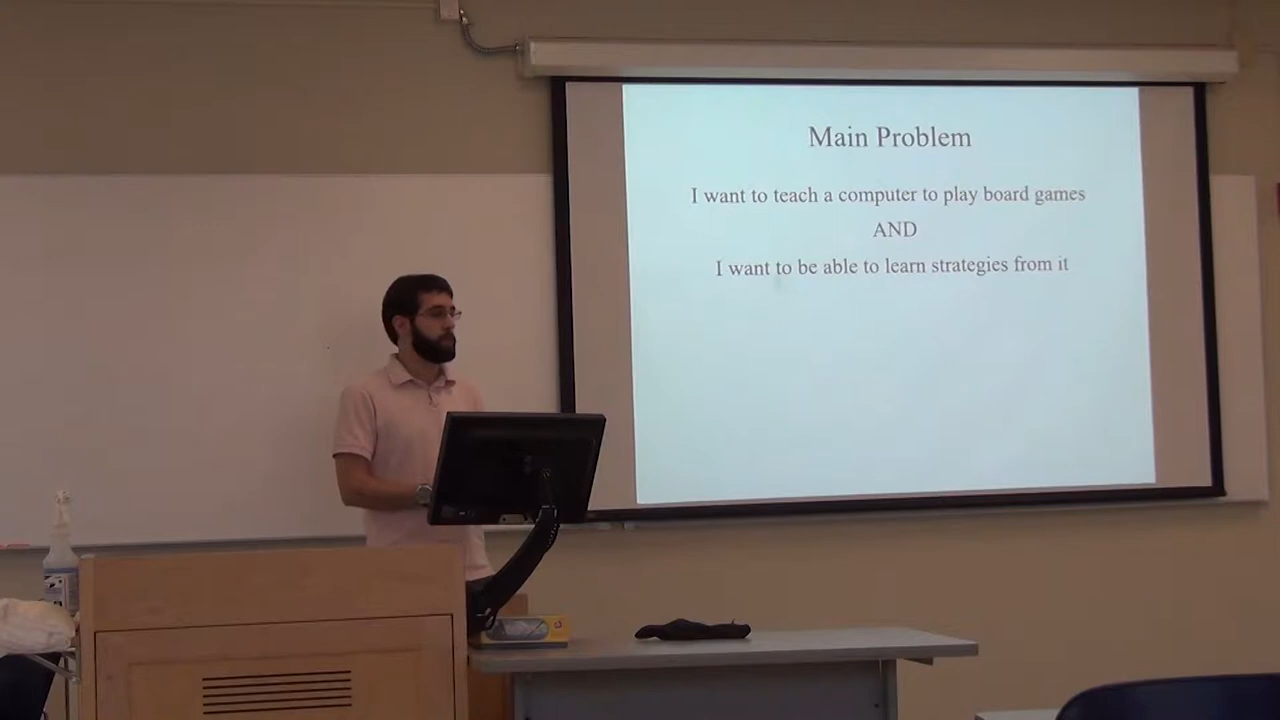 Main Problem
I want to teach a computer to play board games
AND
I want to be able to learn strategies from it